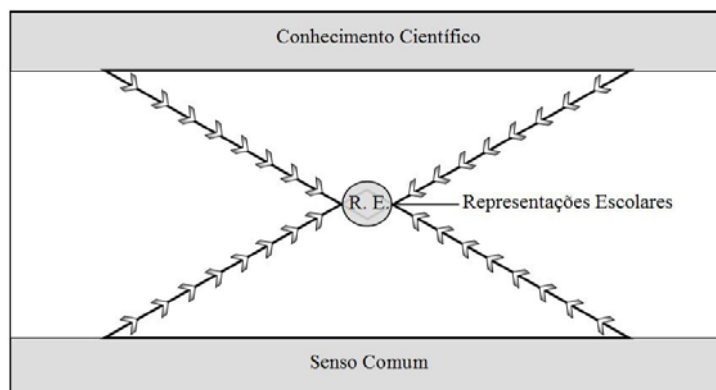 Conhecimento Científico
R. E.
Representações Escolares
Senso Comum